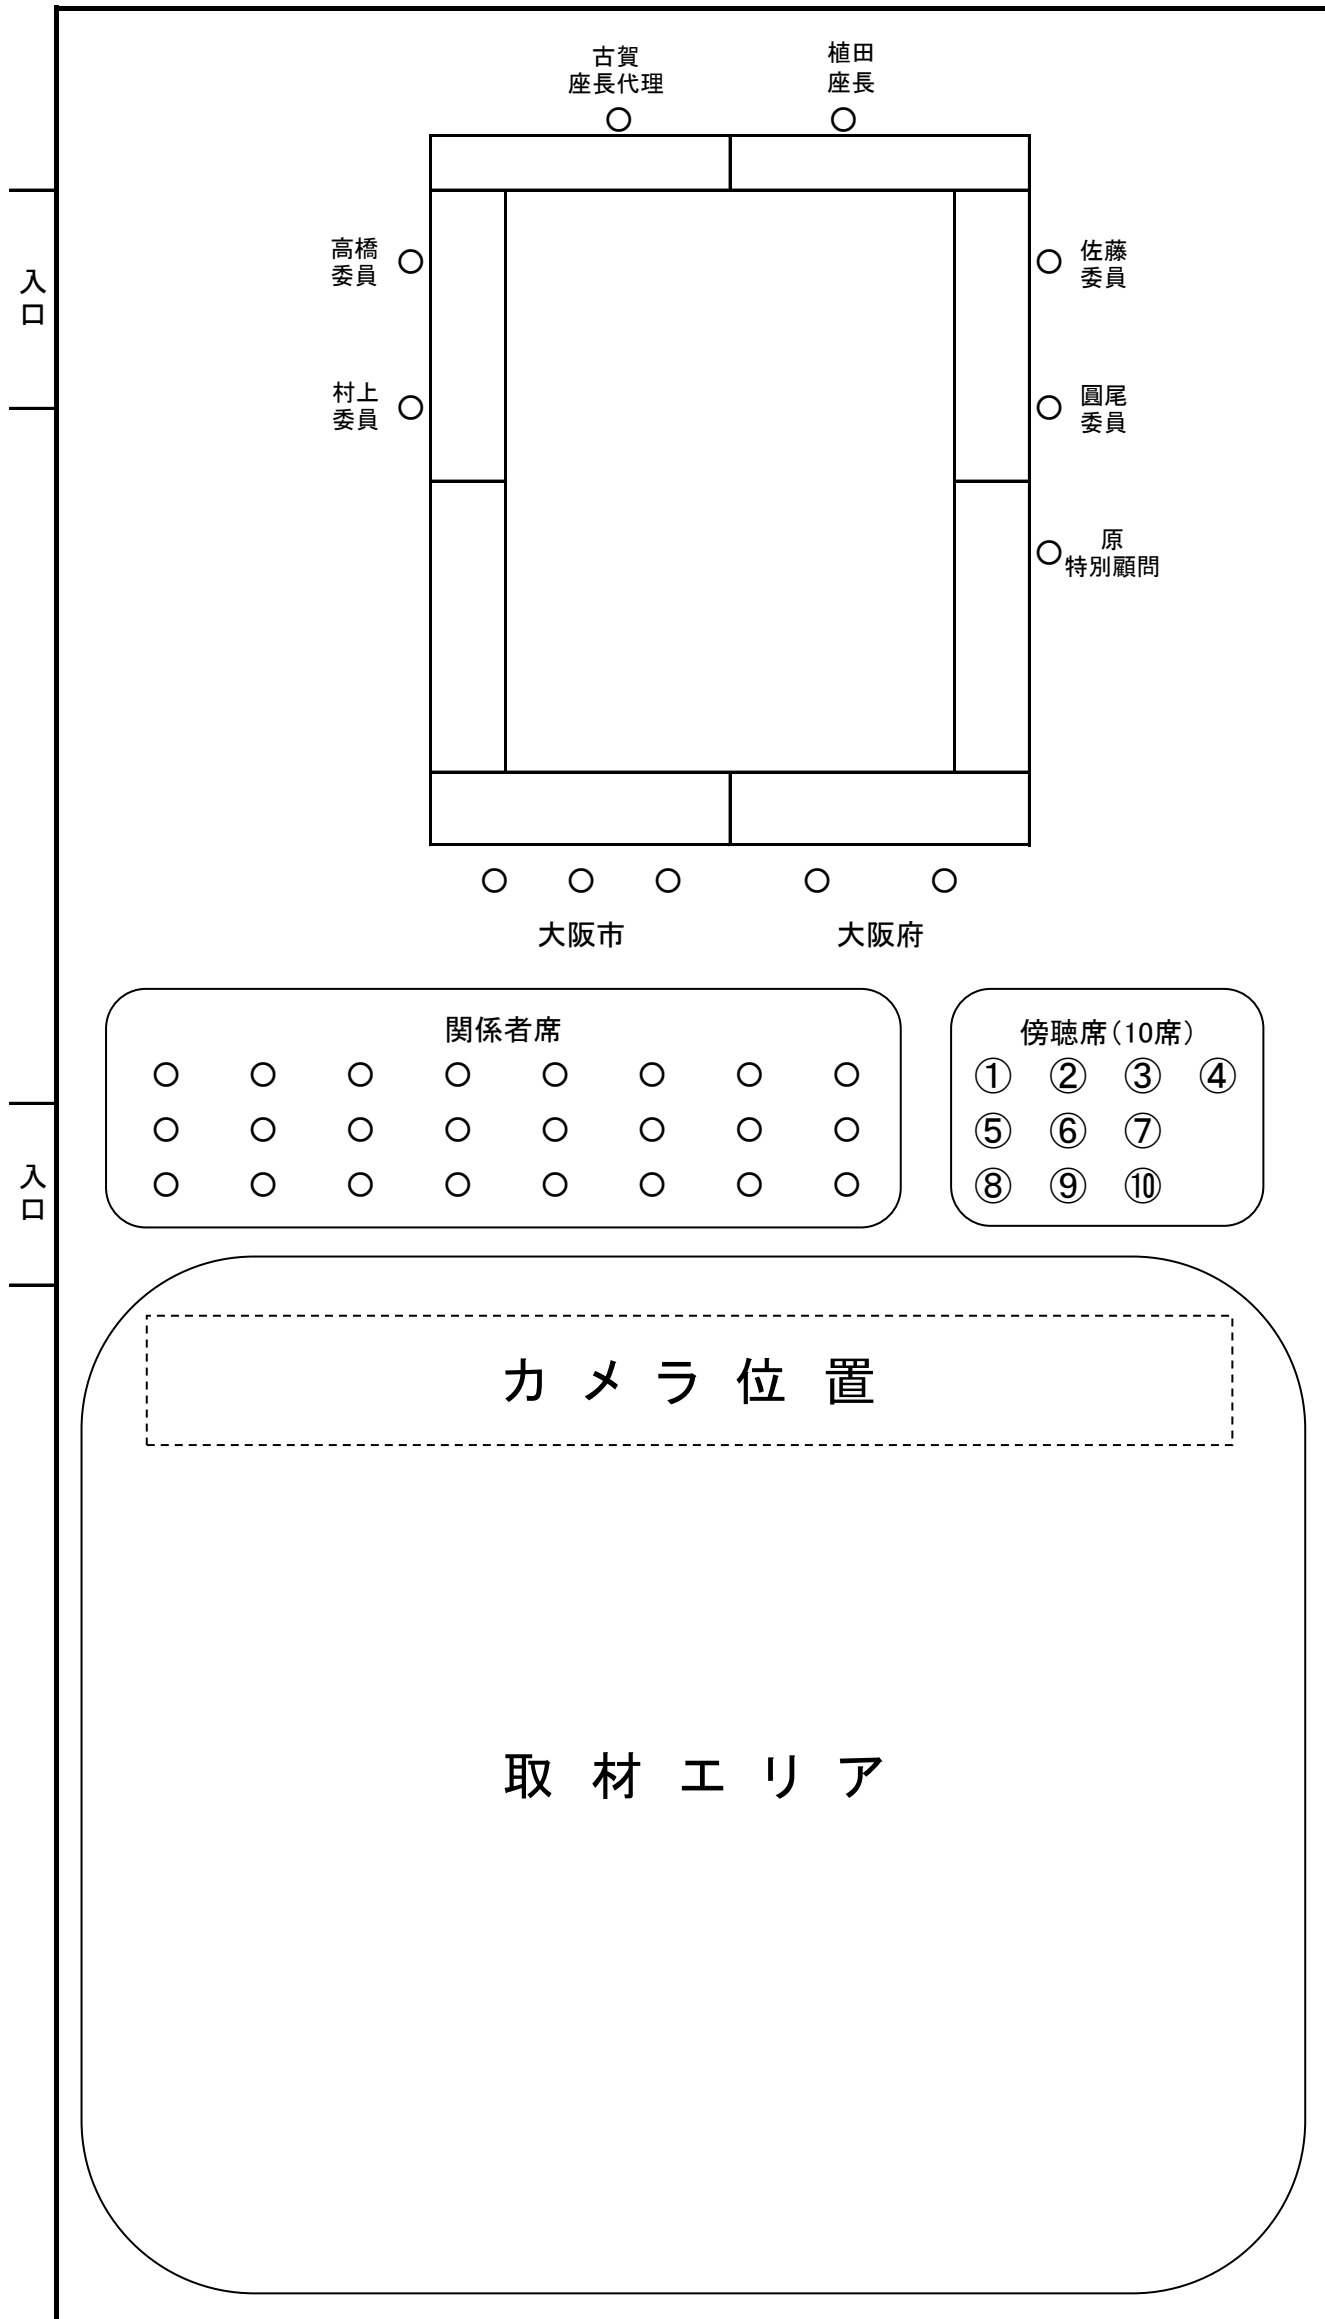 古賀
座長代理
植田
座長
高橋
委員
佐藤
委員
入口
村上
委員
圓尾
委員
原
特別顧問
大阪市
大阪府
関係者席
傍聴席(10席)
① ② ③ ④
⑤ ⑥ ⑦
⑧ ⑨ ⑩
入口
カメラ位置
取材エリア